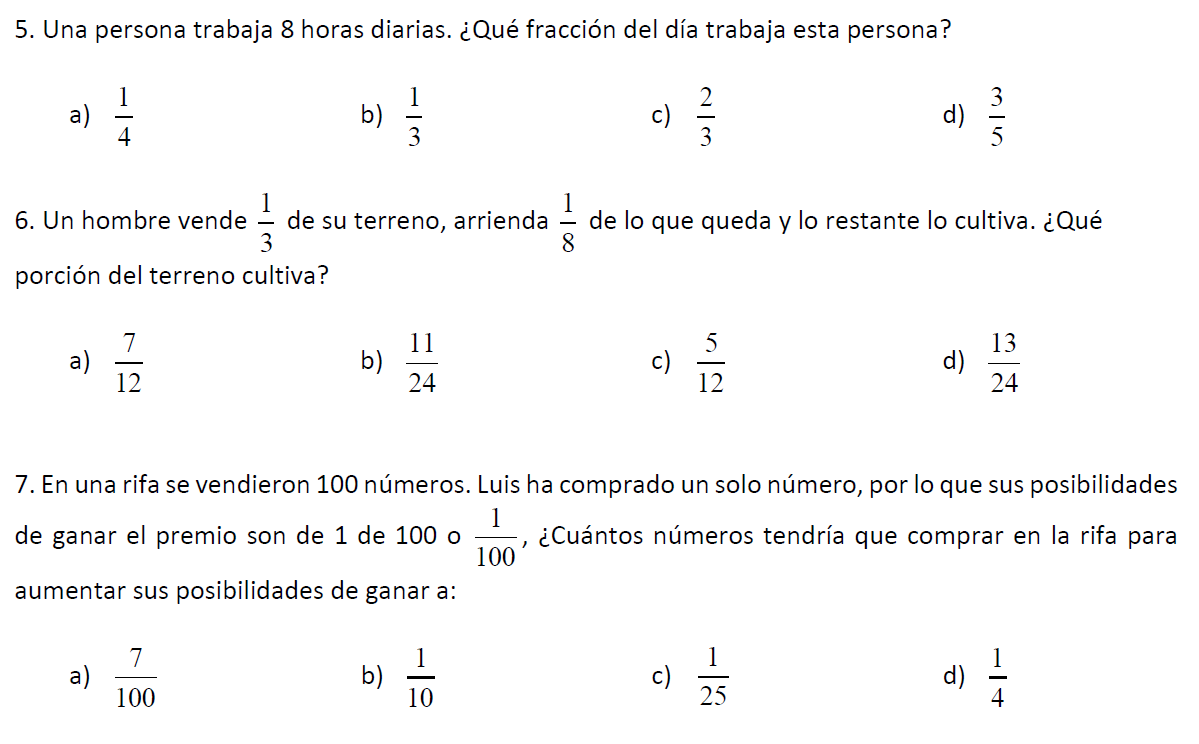 5. Una persona trabaja 8 horas diarias. ¿Qué fracción del día trabaja esta persona?
a) 1/4 b) 1/3 c) 2/3 d) 3/5
6. Un hombre vende 1/3 de su terreno, arrienda 1/8 de lo que queda y lo restante lo cultiva. ¿Qué
porción del terreno cultiva?
a) 7/12 b) 11/24 c) 5/12 d) 13/24
7. En una rifa se vendieron 100 números. Luis ha comprado un solo número, por lo que sus posibilidades
de ganar el premio son de 1 de 100 o 1/100, ¿Cuántos números tendría que comprar en la rifa para
aumentar sus posibilidades de ganar a:
a) 7/100 b) 1/10 c) 1/25 d) 1/4